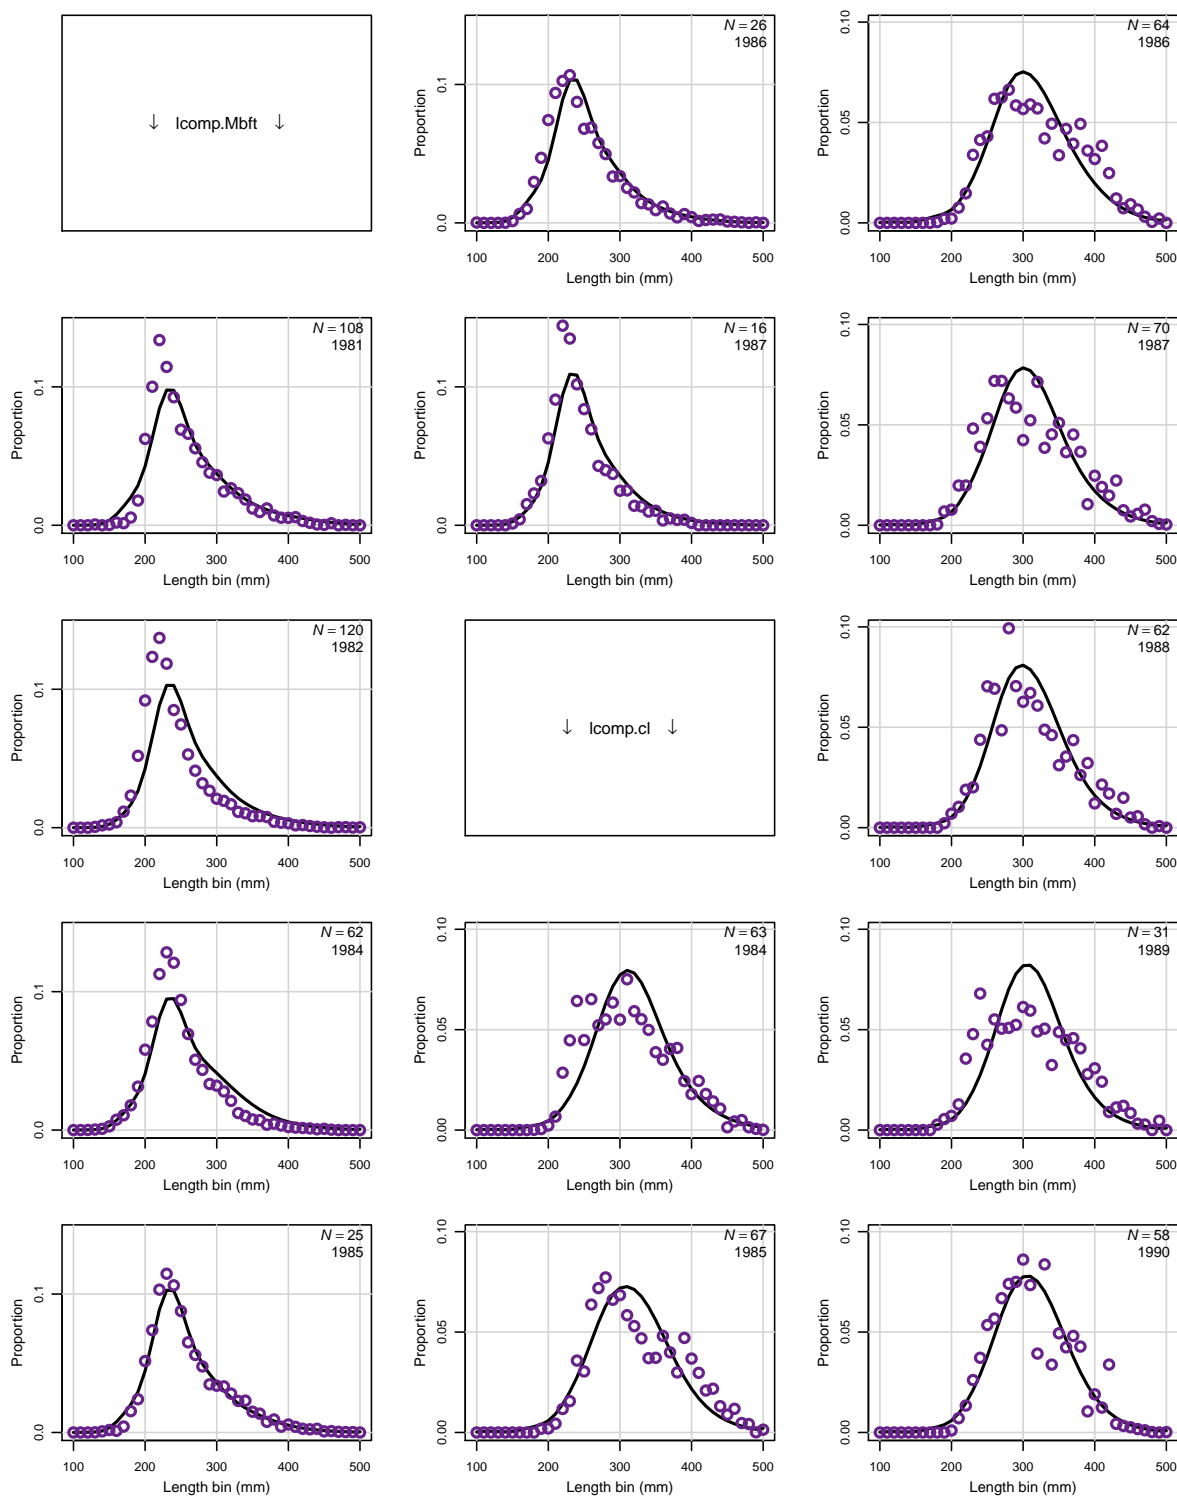 ↓ lcomp.Mbft ↓
Proportion
0.0
0.1
N = 26
1986
100 200 300 400 500
Length bin (mm)
Proportion
0.00
0.05
0.10
N = 64
1986
100 200 300 400 500
Length bin (mm)
Proportion
0.0
0.1
N = 108
1981
100 200 300 400 500
Length bin (mm)
Proportion
0.0
0.1
N = 16
1987
100 200 300 400 500
Length bin (mm)
Proportion
0.00
0.05
0.10
N = 70
1987
100 200 300 400 500
Length bin (mm)
Proportion
0.0
0.1
N = 120
1982
100 200 300 400 500
Length bin (mm)
↓ lcomp.cl ↓
Proportion
0.00
0.05
0.10
N = 62
1988
100 200 300 400 500
Length bin (mm)
Proportion
0.0
0.1
N = 62
1984
100 200 300 400 500
Length bin (mm)
Proportion
0.00
0.05
0.10
N = 63
1984
100 200 300 400 500
Length bin (mm)
Proportion
0.00
0.05
0.10
N = 31
1989
100 200 300 400 500
Length bin (mm)
Proportion
0.0
0.1
N = 25
1985
100 200 300 400 500
Length bin (mm)
Proportion
0.00
0.05
0.10
N = 67
1985
100 200 300 400 500
Length bin (mm)
Proportion
0.00
0.05
0.10
N = 58
1990
100 200 300 400 500
Length bin (mm)